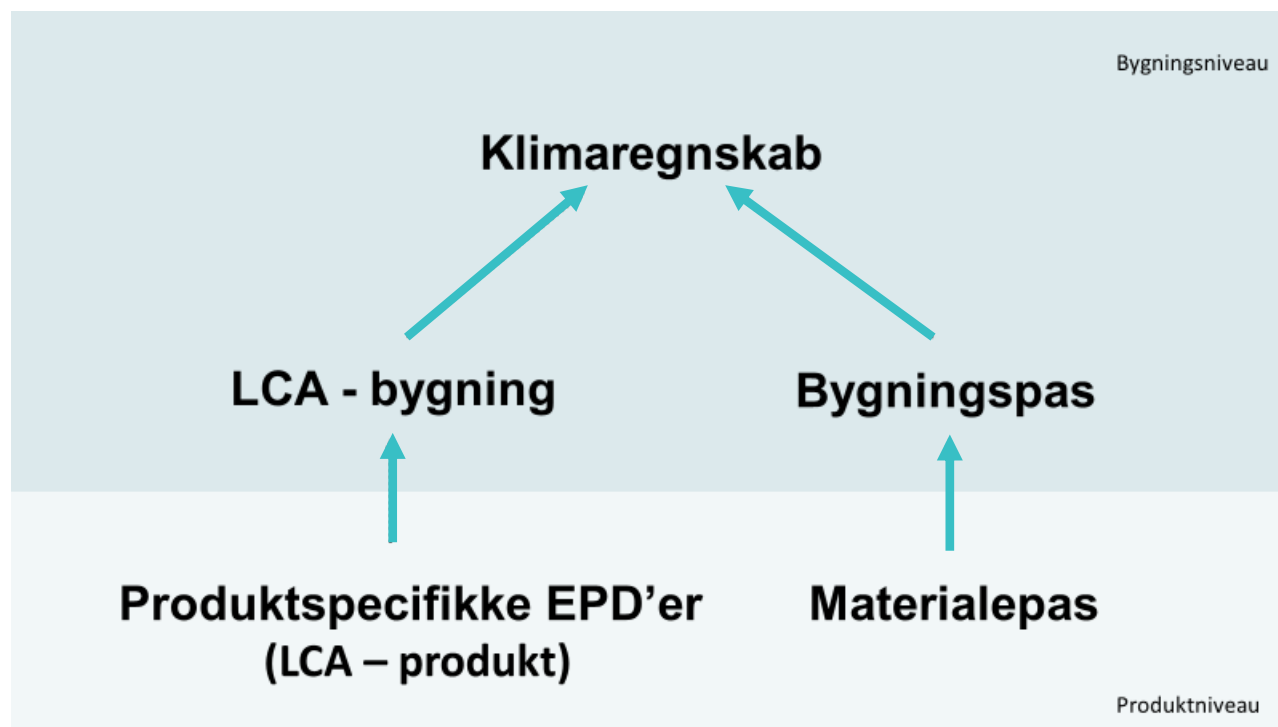 Bygningsniveau
Klimaregnskab
LCA - bygning
Bygningspas
Produktspecifikke EPD’er
(LCA – produkt)
Materialepas
Produktniveau